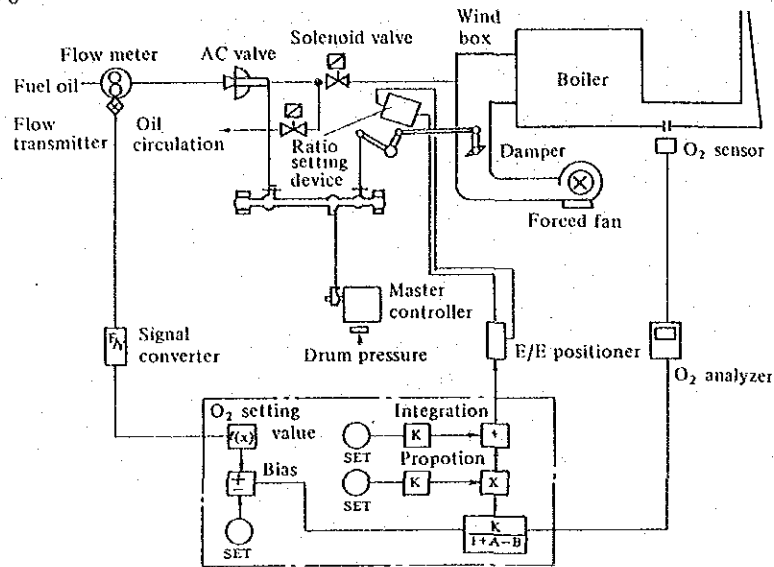 Wind
box
Solenoid valve
Flow meter
AC valve
Boiler
Fuel oil
Flow
transmitter
Oil
circulation
Ratio
setting
device
Damper
O₂ sensor
Forced fan
Master
controller
Signal
converter
Drum pressure
E/E positioner
O₂ analyzer
O₂ setting
value
f(x)
Integration
SET
K
+
Propotion
Bias
±
SET
K
X
SET
K
1+A−B